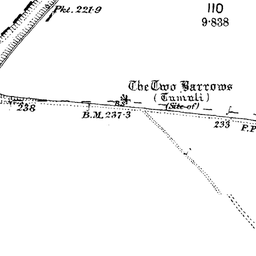 Pkt. 221·9
110
9·838
The Two Barrows
(Tumuli)
(Site of)
238
B.M. 237·3
233
F.P.